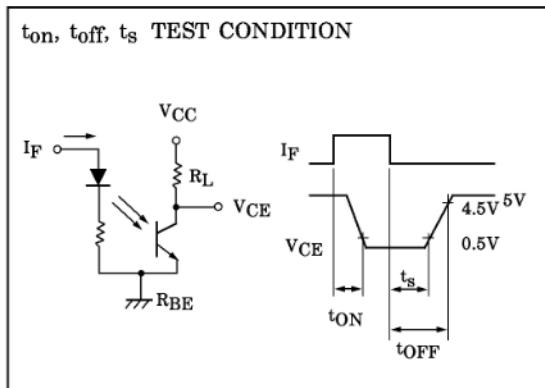 ton, toff, ts TEST CONDITION
VCC
IF
RL
VCE
RBE
IF
VCE
5V
4.5V
0.5V
ts
tON
tOFF